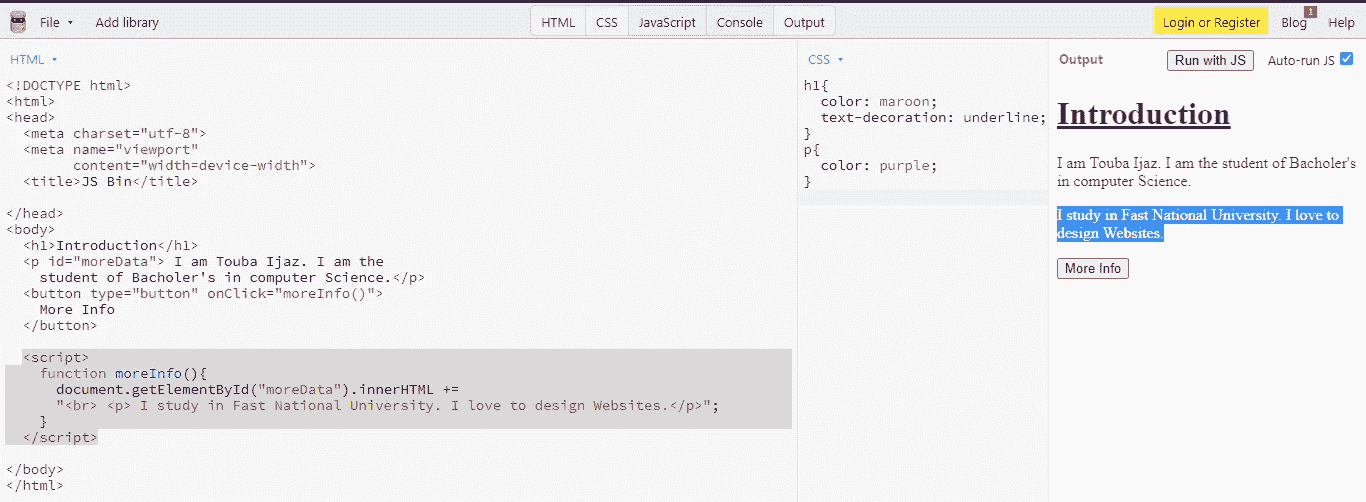 File Add library HTML CSS JavaScript Console Output Login or Register Blog 1 Help
HTML
<!DOCTYPE html>
<html>
<head>
<meta charset="utf-8">
<meta name="viewport"
content="width=device-width">
<title>JS Bin</title>
</head>
<body>
<h1>Introduction</h1>
<p id="moreData"> I am Touba Ijaz. I am the
student of Bacholer's in computer Science.</p>
<button type="button" onClick="moreInfo()">
More Info
</button>
<script>
function moreInfo(){
document.getElementById("moreData").innerHTML +=
"<br> <p> I study in Fast National University. I love to design Websites.</p>";
}
</script>
</body>
</html>
CSS
h1{
color: maroon;
text-decoration: underline;
}
p{
color: purple;
}
Output Run with JS Auto-run JS
Introduction
I am Touba Ijaz. I am the student of Bacholer's
in computer Science.
I study in Fast National University. I love to
design Websites.
More Info